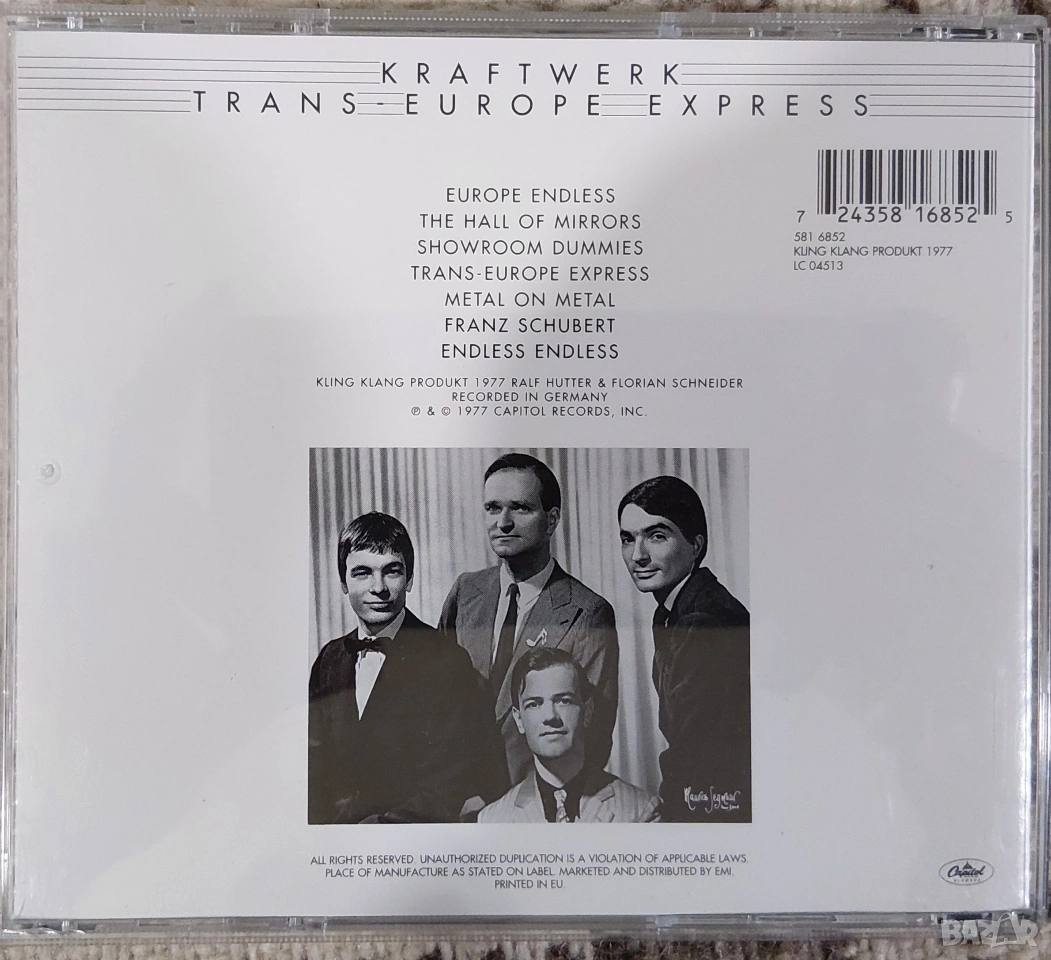 KRAFTWERK
TRANS-EUROPE EXPRESS
EUROPE ENDLESS
THE HALL OF MIRRORS
SHOWROOM DUMMIES
TRANS-EUROPE EXPRESS
METAL ON METAL
FRANZ SCHUBERT
ENDLESS ENDLESS
7 24358 16852 5
581 6852
KLING KLANG PRODUKT 1977
LC 04513
KLING KLANG PRODUKT 1977 RALF HUTTER & FLORIAN SCHNEIDER
RECORDED IN GERMANY
℗ & © 1977 CAPITOL RECORDS, INC.
ALL RIGHTS RESERVED. UNAUTHORIZED DUPLICATION IS A VIOLATION OF APPLICABLE LAWS.
PLACE OF MANUFACTURE AS STATED ON LABEL. MARKETED AND DISTRIBUTED BY EMI.
PRINTED IN EU.
Capitol
BAZAR